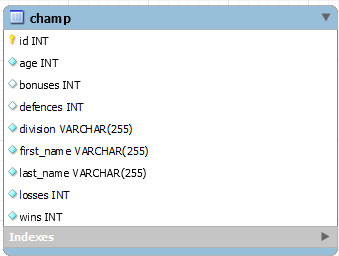 champ
id INT
age INT
bonuses INT
defences INT
division VARCHAR(255)
first_name VARCHAR(255)
last_name VARCHAR(255)
losses INT
wins INT
Indexes